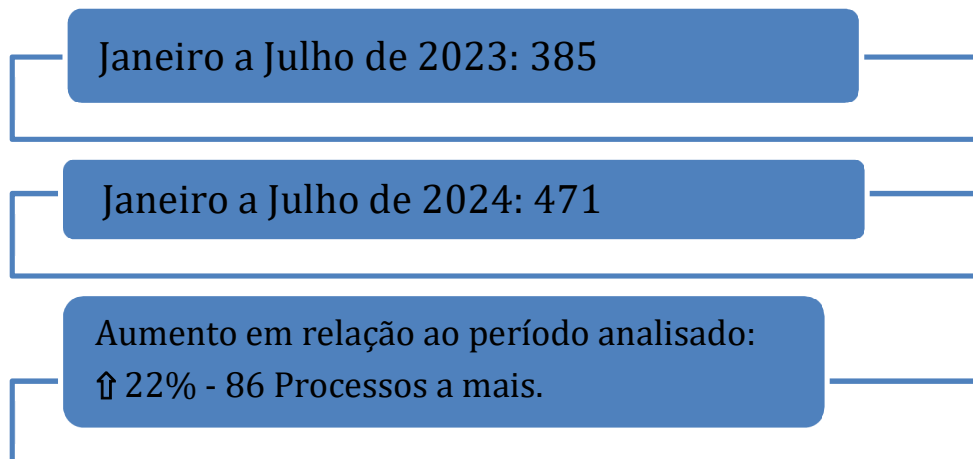 Janeiro a Julho de 2023: 385
Janeiro a Julho de 2024: 471
Aumento em relação ao período analisado:
⇧ 22% - 86 Processos a mais.